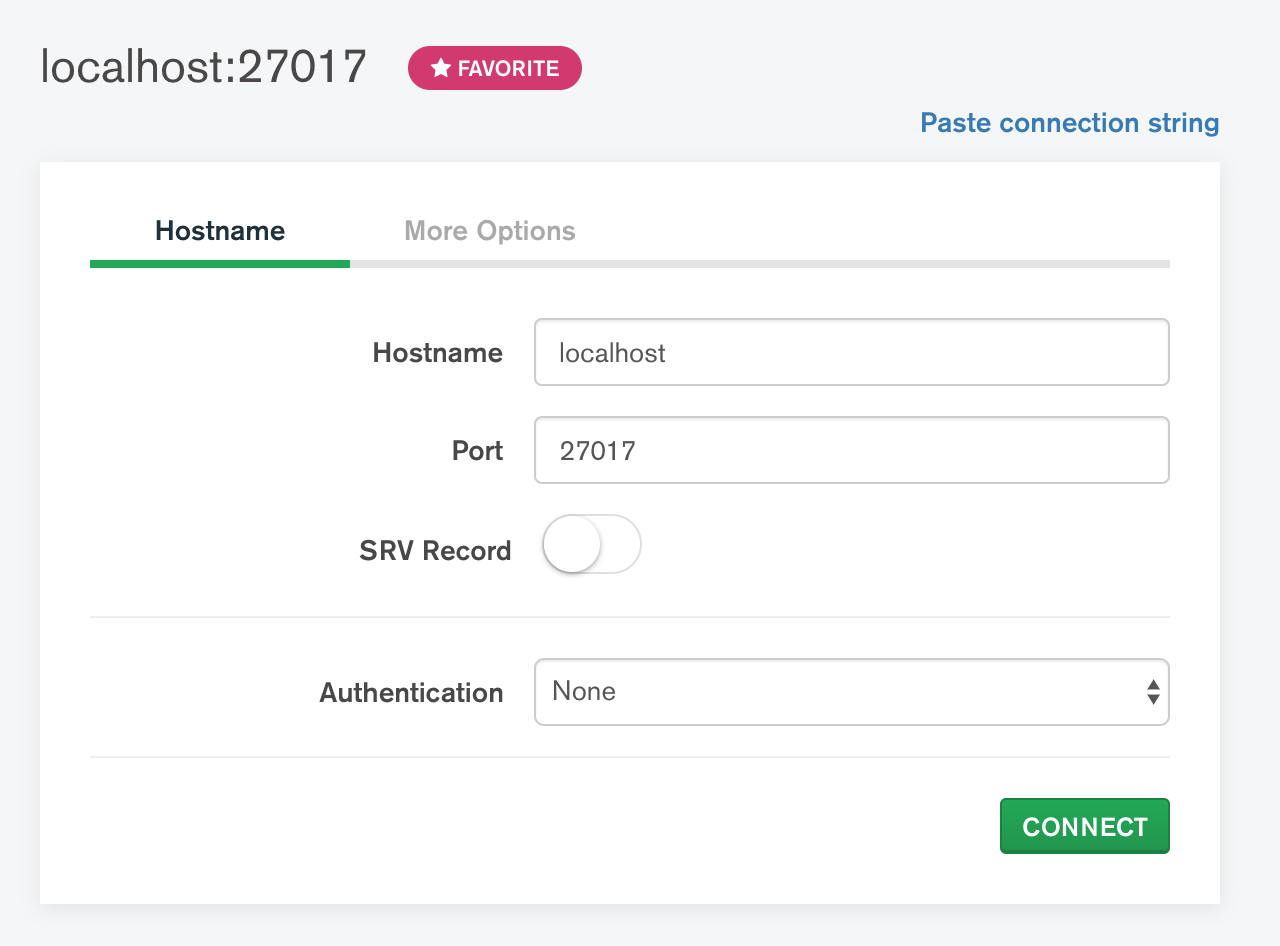 localhost:27017 FAVORITE
Paste connection string
Hostname More Options
Hostname localhost
Port 27017
SRV Record
Authentication None
CONNECT